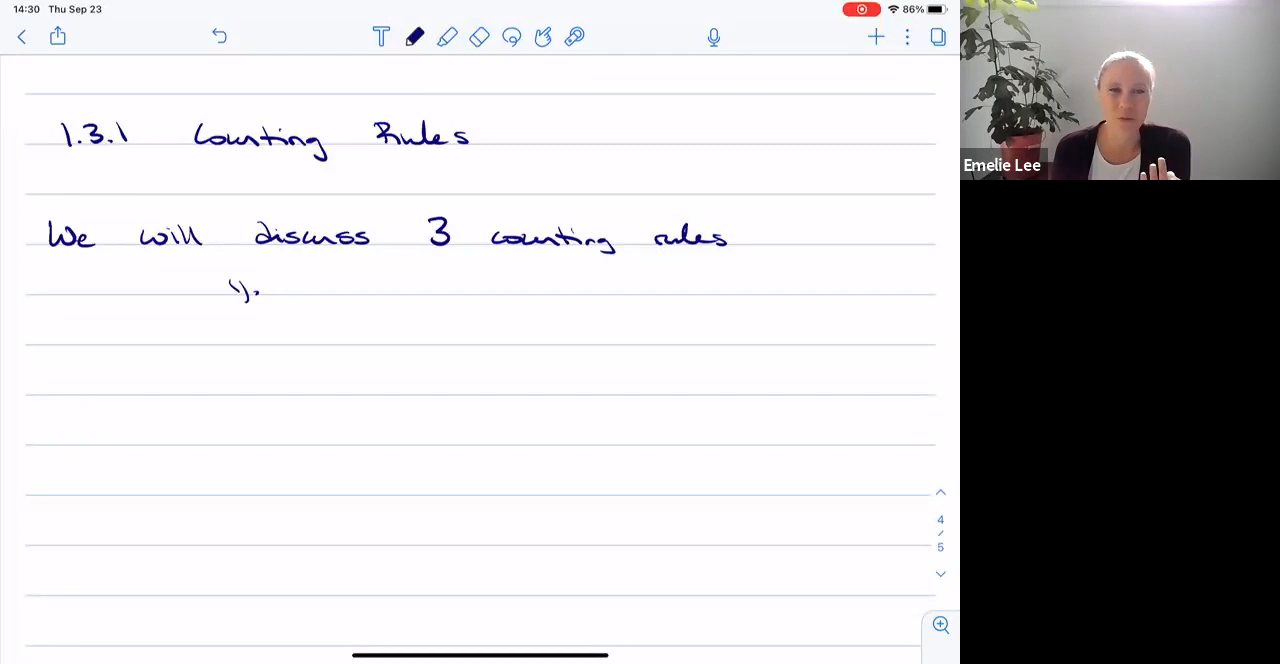 14:30 Thu Sep 23
86%
1.3.1 Counting Rules
We will discuss 3 counting rules
1).
Emelie Lee
4
/
5